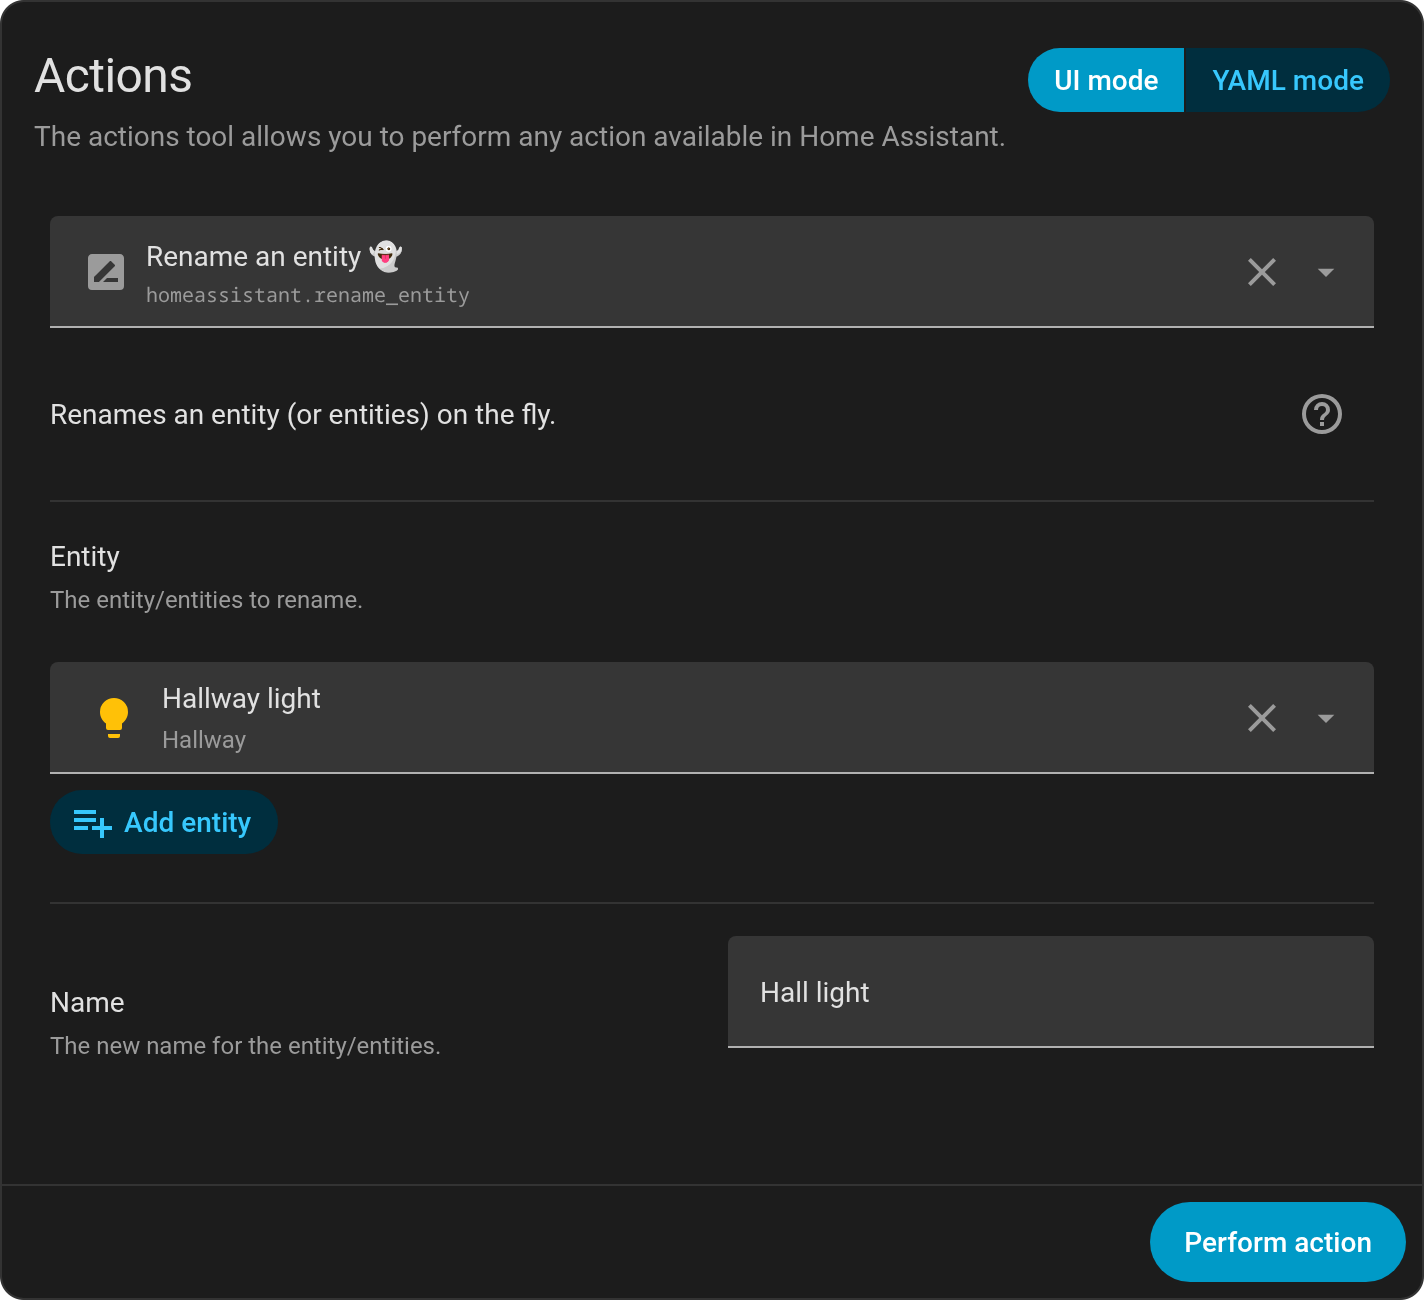 Actions
UI mode
YAML mode
The actions tool allows you to perform any action available in Home Assistant.
Rename an entity 👻
homeassistant.rename_entity
Renames an entity (or entities) on the fly.
Entity
The entity/entities to rename.
Hallway light
Hallway
Add entity
Name
The new name for the entity/entities.
Hall light
Perform action